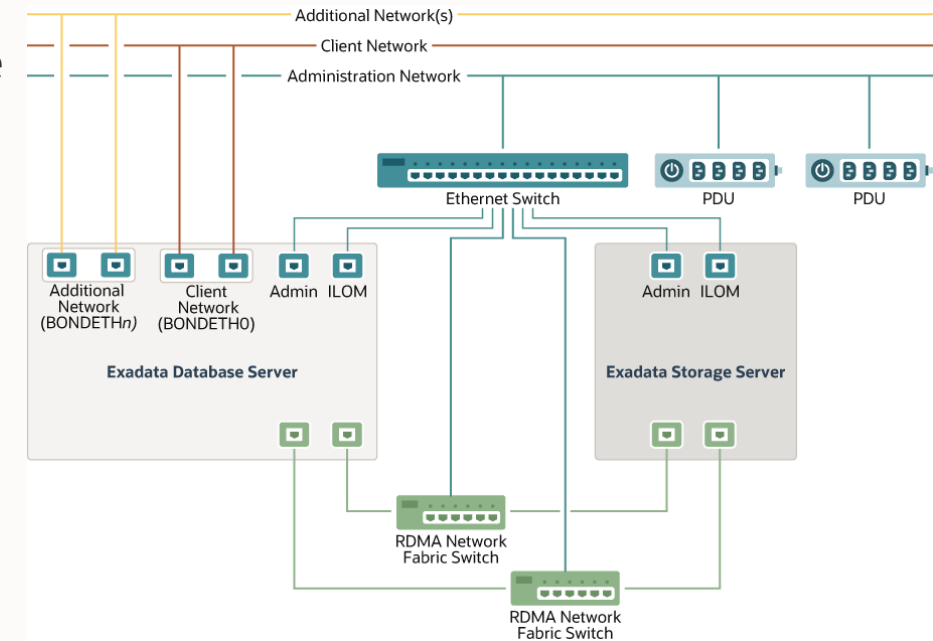 Additional Network(s)
Client Network
Administration Network
Ethernet Switch
PDU
PDU
Additional
Network
(BONDETHn)
Client
Network
(BONDETH0)
Admin
ILOM
Admin
ILOM
Exadata Database Server
Exadata Storage Server
RDMA Network
Fabric Switch
RDMA Network
Fabric Switch